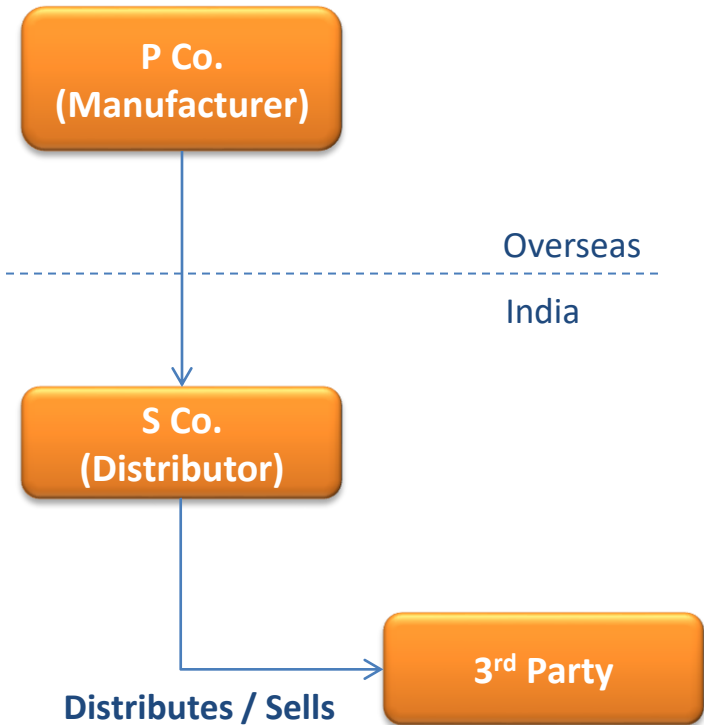 P Co.
(Manufacturer)
Overseas
India
S Co.
(Distributor)
3rd Party
Distributes / Sells